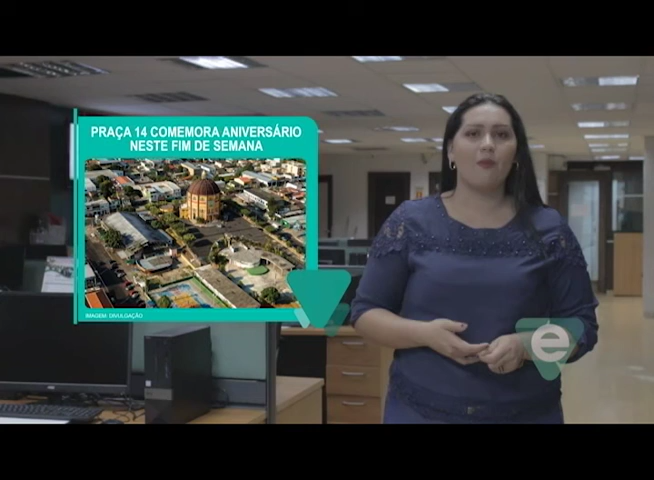 PRAÇA 14 COMEMORA ANIVERSÁRIO
NESTE FIM DE SEMANA
IMAGEM: DIVULGAÇÃO
é